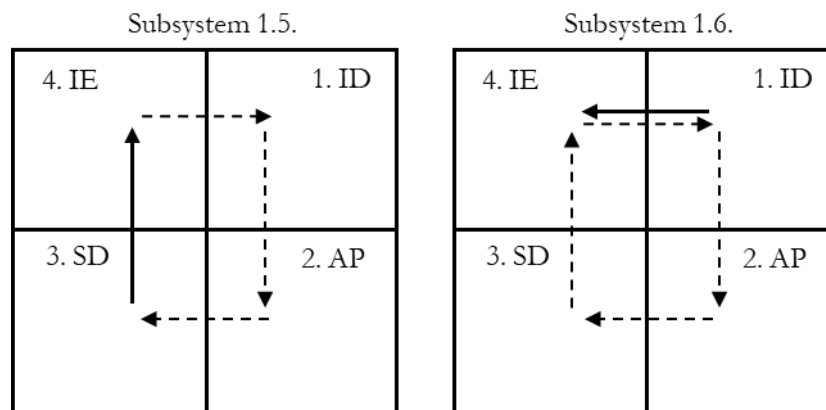 Subsystem 1.5.
4. IE
1. ID
3. SD
2. AP
Subsystem 1.6.
4. IE
1. ID
3. SD
2. AP